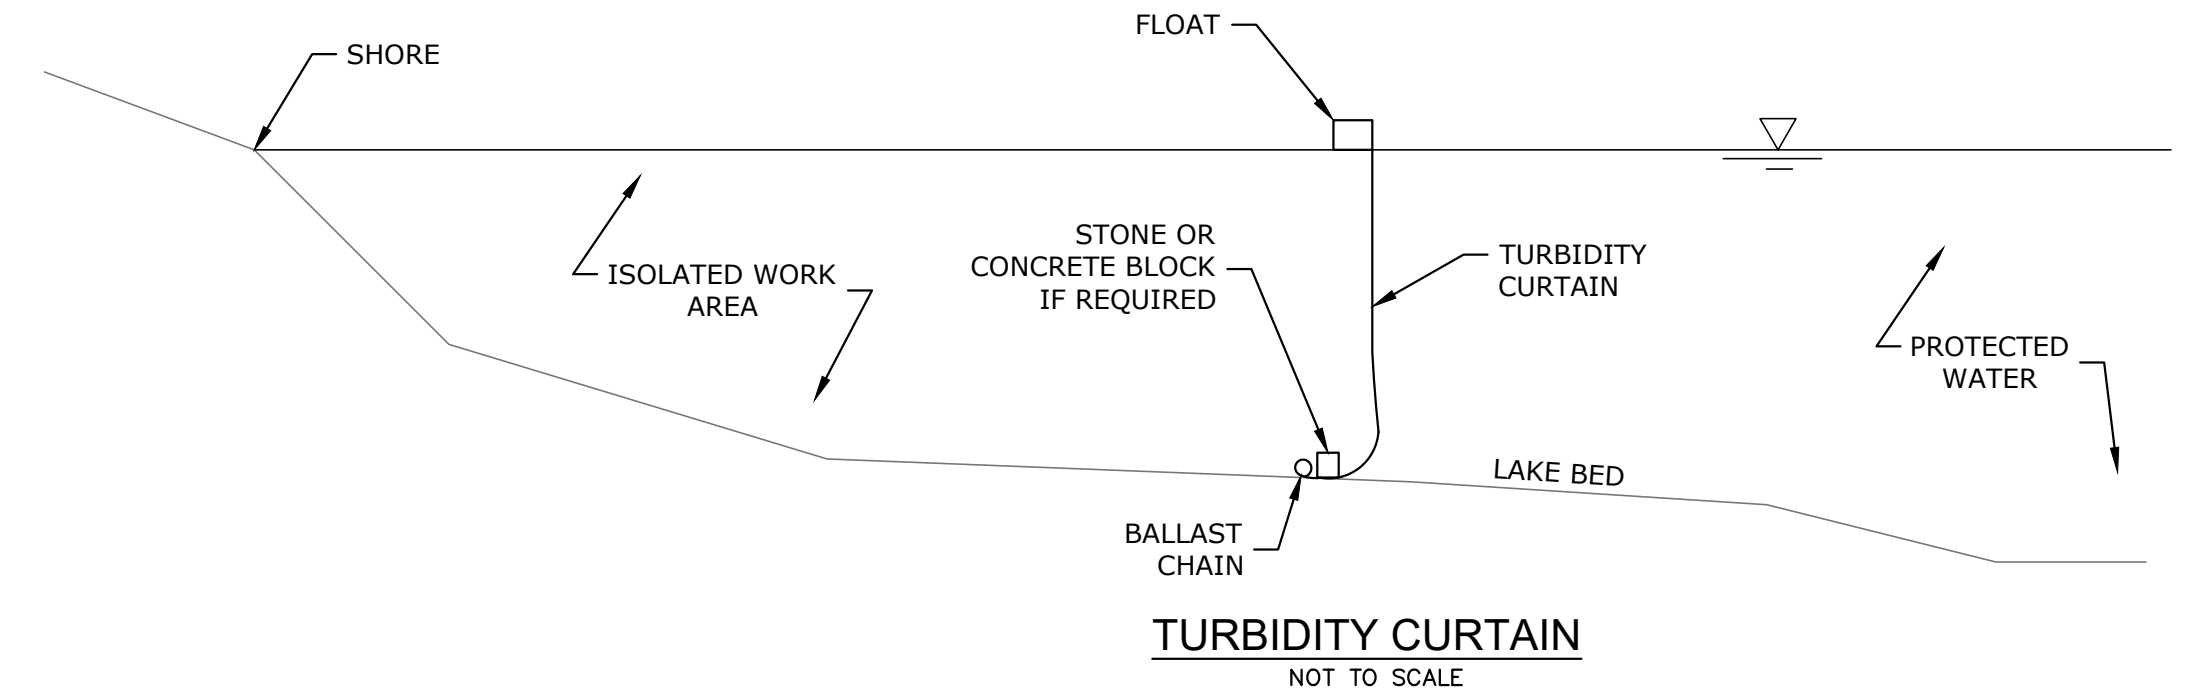 FLOAT
SHORE
STONE OR
CONCRETE BLOCK
IF REQUIRED
TURBIDITY
CURTAIN
ISOLATED WORK
AREA
PROTECTED
WATER
LAKE BED
BALLAST
CHAIN
TURBIDITY CURTAIN
NOT TO SCALE